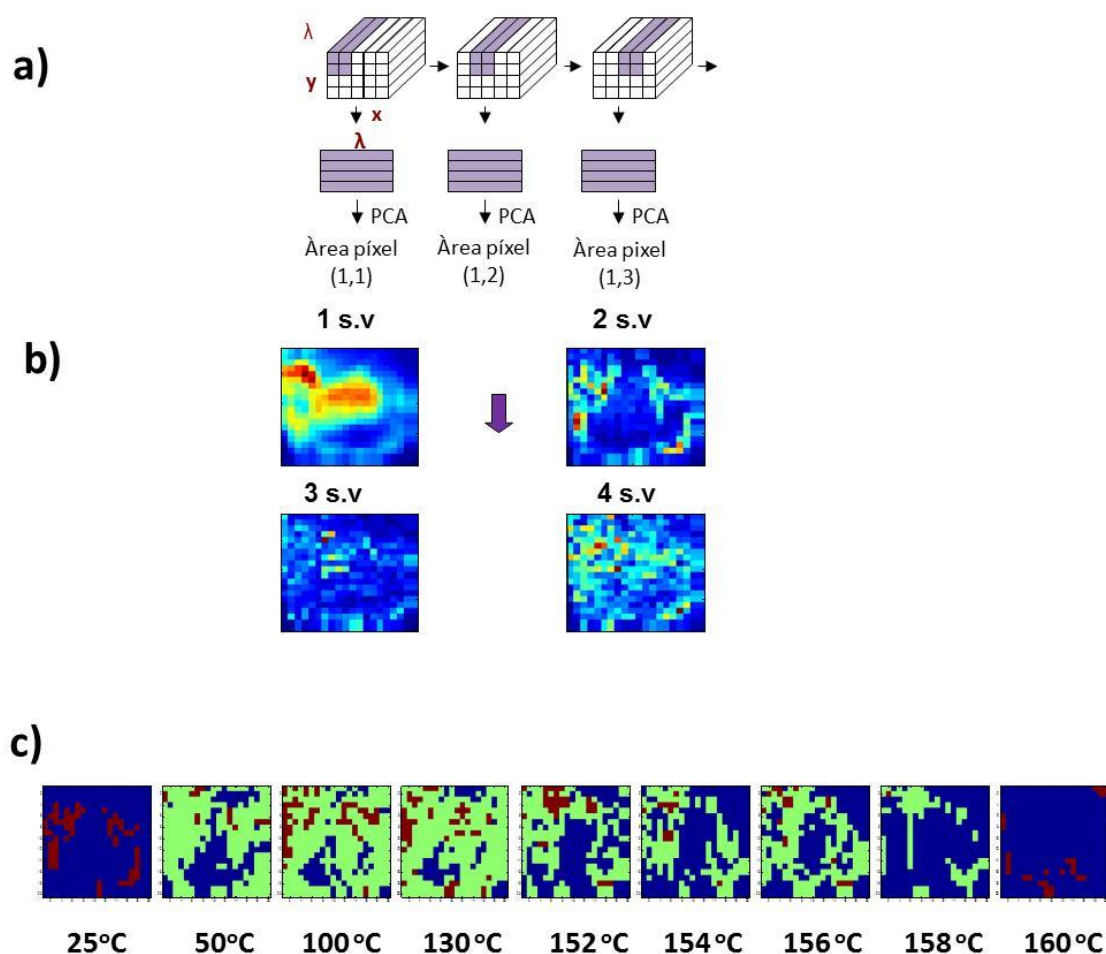 a)
λ
y
x
λ
PCA
PCA
PCA
Àrea píxel
(1,1)
Àrea píxel
(1,2)
Àrea píxel
(1,3)
b)
1 s.v
2 s.v
3 s.v
4 s.v
c)
25ºC
50ºC
100ºC
130ºC
152ºC
154ºC
156ºC
158ºC
160ºC